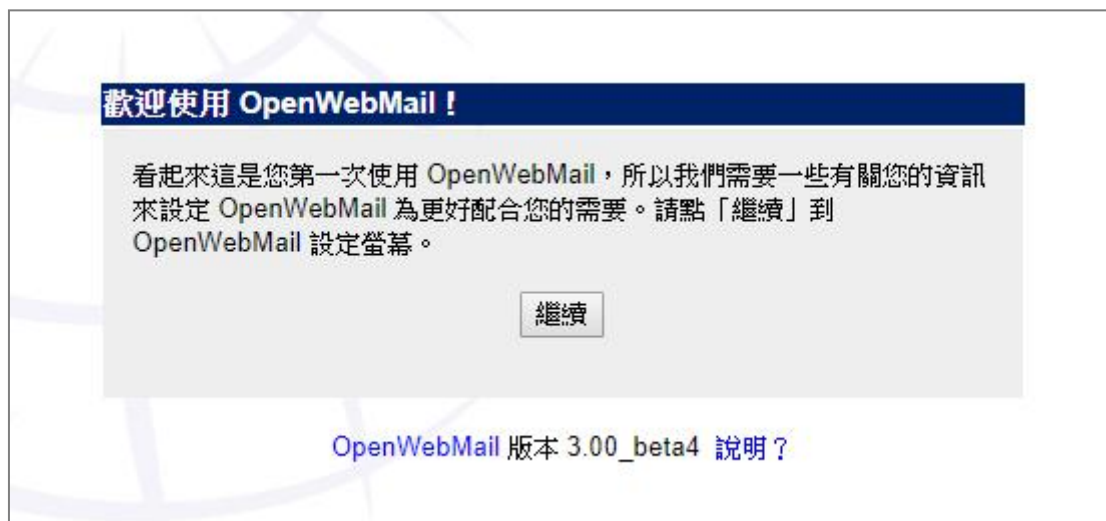 歡迎使用 OpenWebMail！
看起來這是您第一次使用 OpenWebMail，所以我們需要一些有關您的資訊
來設定 OpenWebMail 為更好配合您的需要。請點「繼續」到
OpenWebMail 設定螢幕。
繼續
OpenWebMail 版本 3.00_beta4 說明？